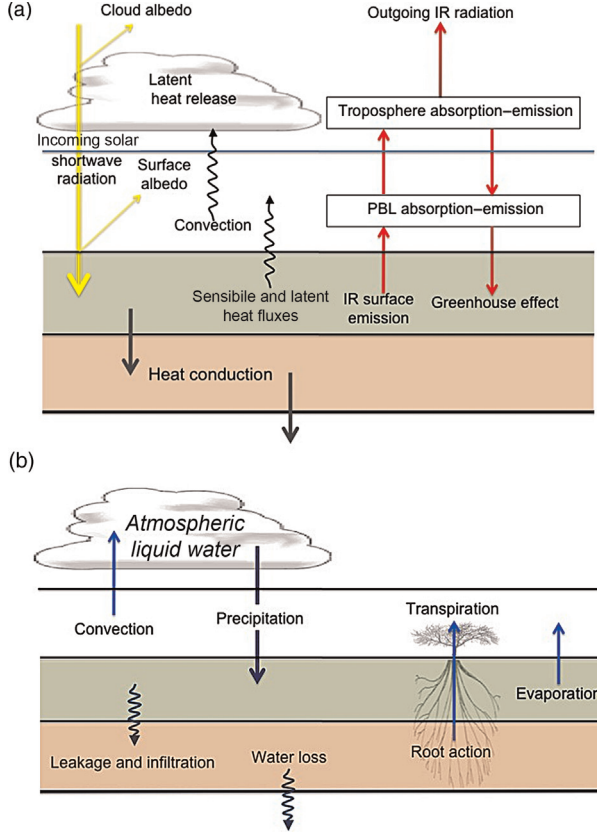 (a)
Cloud albedo
Outgoing IR radiation
Latent
heat release
Troposphere absorption–emission
Incoming solar
shortwave
radiation
Surface
albedo
Convection
PBL absorption–emission
Sensibile and latent
heat fluxes
IR surface
emission
Greenhouse effect
Heat conduction
(b)
Atmospheric
liquid water
Convection
Precipitation
Transpiration
Evaporation
Leakage and infiltration
Water loss
Root action